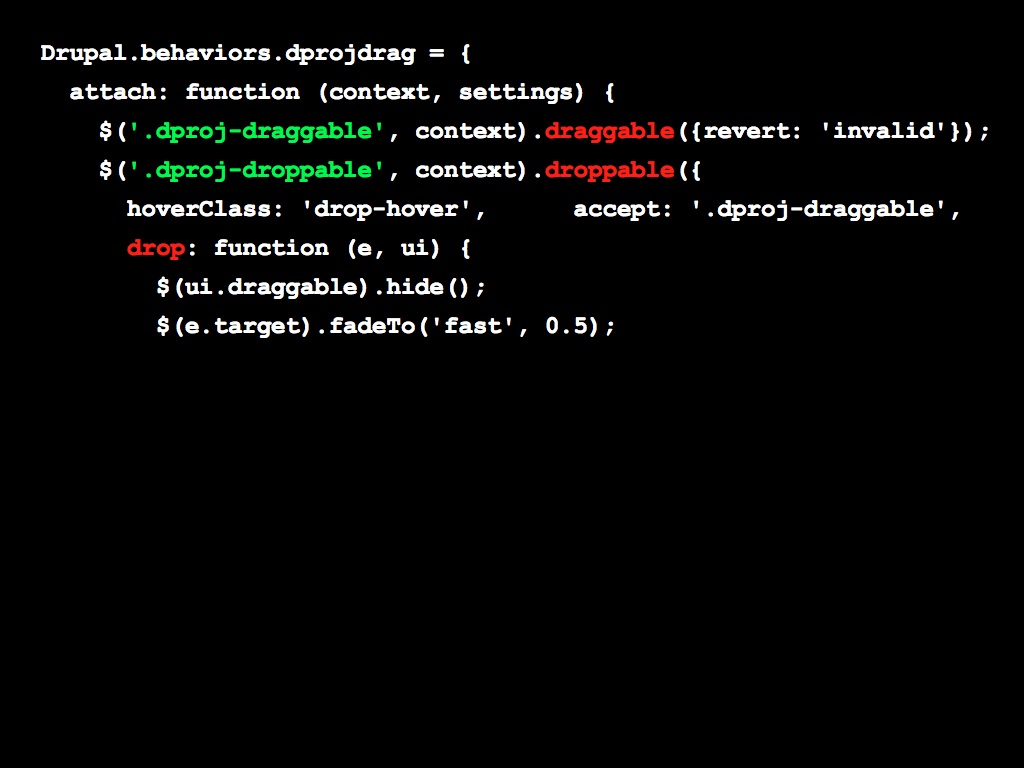 Drupal.behaviors.dprojdrag = {
  attach: function (context, settings) {
    $('.dproj-draggable', context).draggable({revert: 'invalid'});
    $('.dproj-droppable', context).droppable({
      hoverClass: 'drop-hover',      accept: '.dproj-draggable',
      drop: function (e, ui) {
        $(ui.draggable).hide();
        $(e.target).fadeTo('fast', 0.5);